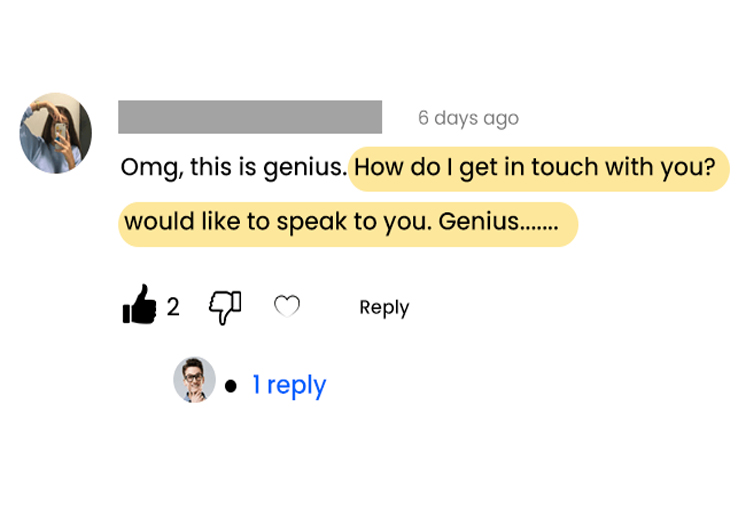 6 days ago
Omg, this is genius. How do I get in touch with you?
would like to speak to you. Genius.......
2
Reply
1 reply